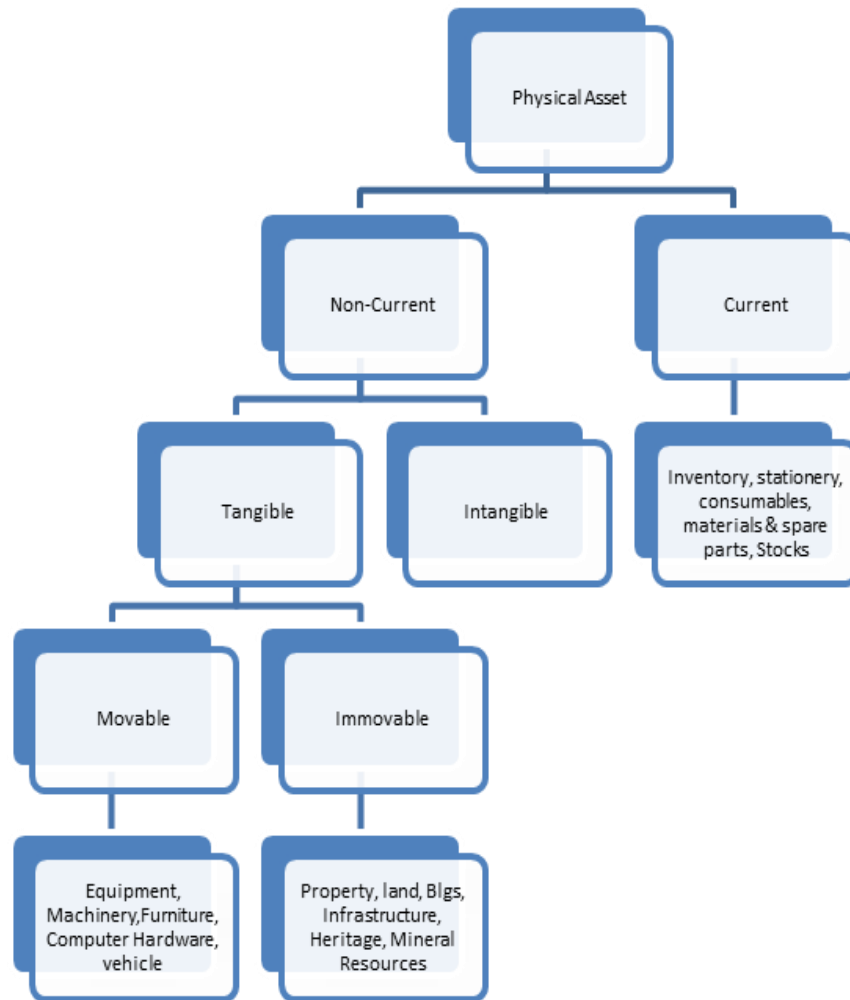 Physical Asset
Non-Current
Current
Tangible
Intangible
Inventory, stationery,
consumables,
materials & spare
parts, Stocks
Movable
Immovable
Equipment,
Machinery,Furniture,
Computer Hardware,
vehicle
Property, land, Blgs,
Infrastructure,
Heritage, Mineral
Resources